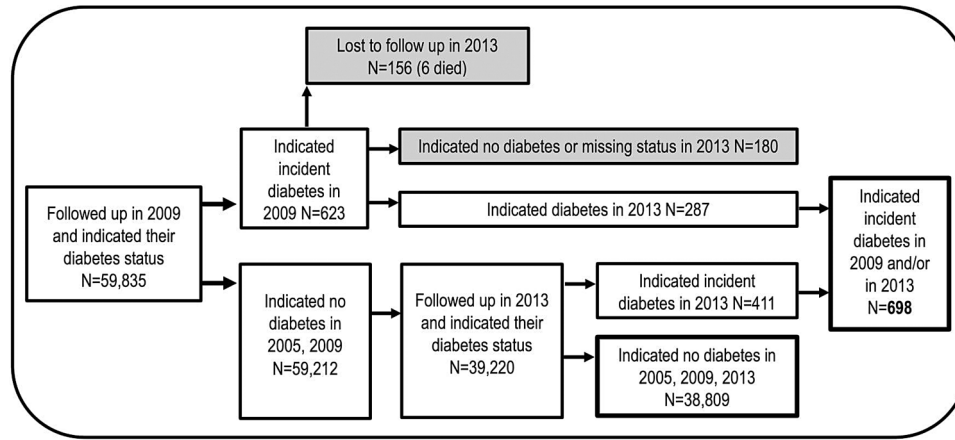 Lost to follow up in 2013
N=156 (6 died)
Indicated
incident
diabetes in
2009 N=623
Indicated no diabetes or missing status in 2013 N=180
Indicated diabetes in 2013 N=287
Followed up in 2009
and indicated their
diabetes status
N=59,835
Indicated
incident
diabetes in
2009 and/or
in 2013
N=698
Indicated no
diabetes in
2005, 2009
N=59,212
Followed up in 2013
and indicated their
diabetes status
N=39,220
Indicated incident
diabetes in 2013 N=411
Indicated no diabetes in
2005, 2009, 2013
N=38,809